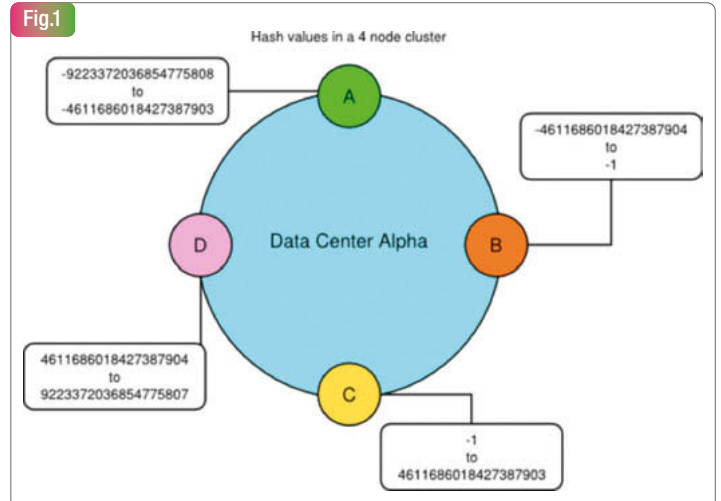 Fig.1
Hash values in a 4 node cluster
-9223372036854775808
to
-4611686018427387903
A
-4611686018427387904
to
-1
D
Data Center Alpha
B
4611686018427387904
to
9223372036854775807
C
-1
to
4611686018427387903